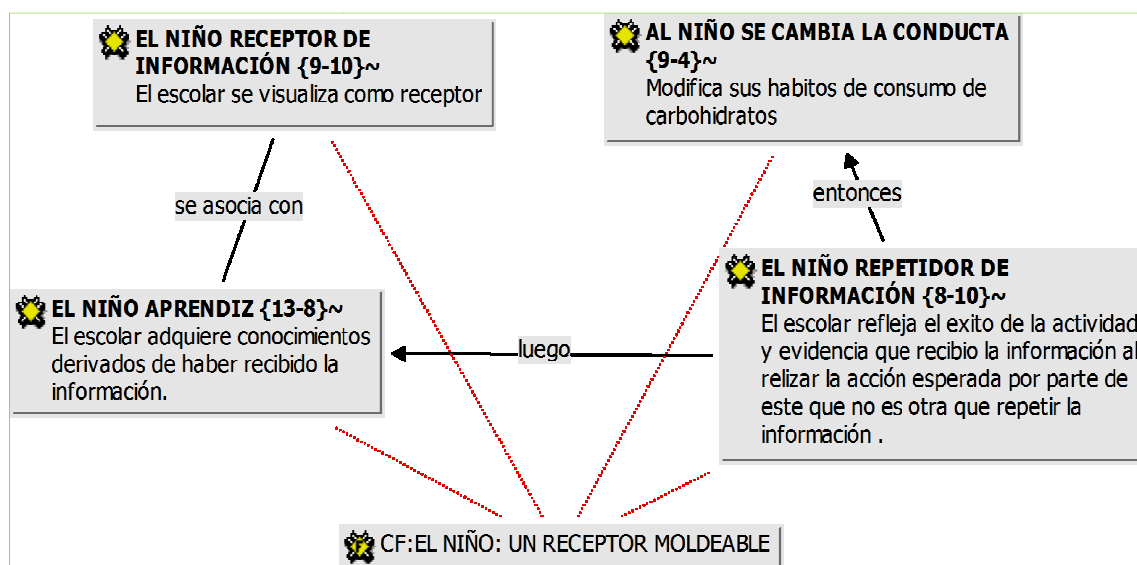 EL NIÑO RECEPTOR DE
INFORMACIÓN {9-10}~
El escolar se visualiza como receptor
AL NIÑO SE CAMBIA LA CONDUCTA
{9-4}~
Modifica sus habitos de consumo de
carbohidratos
se asocia con
entonces
EL NIÑO APRENDIZ {13-8}~
El escolar adquiere conocimientos
derivados de haber recibido la
información.
luego
EL NIÑO REPETIDOR DE
INFORMACIÓN {8-10}~
El escolar refleja el exito de la actividad
y evidencia que recibio la información al
relizar la acción esperada por parte de
este que no es otra que repetir la
información .
CF:EL NIÑO: UN RECEPTOR MOLDEABLE